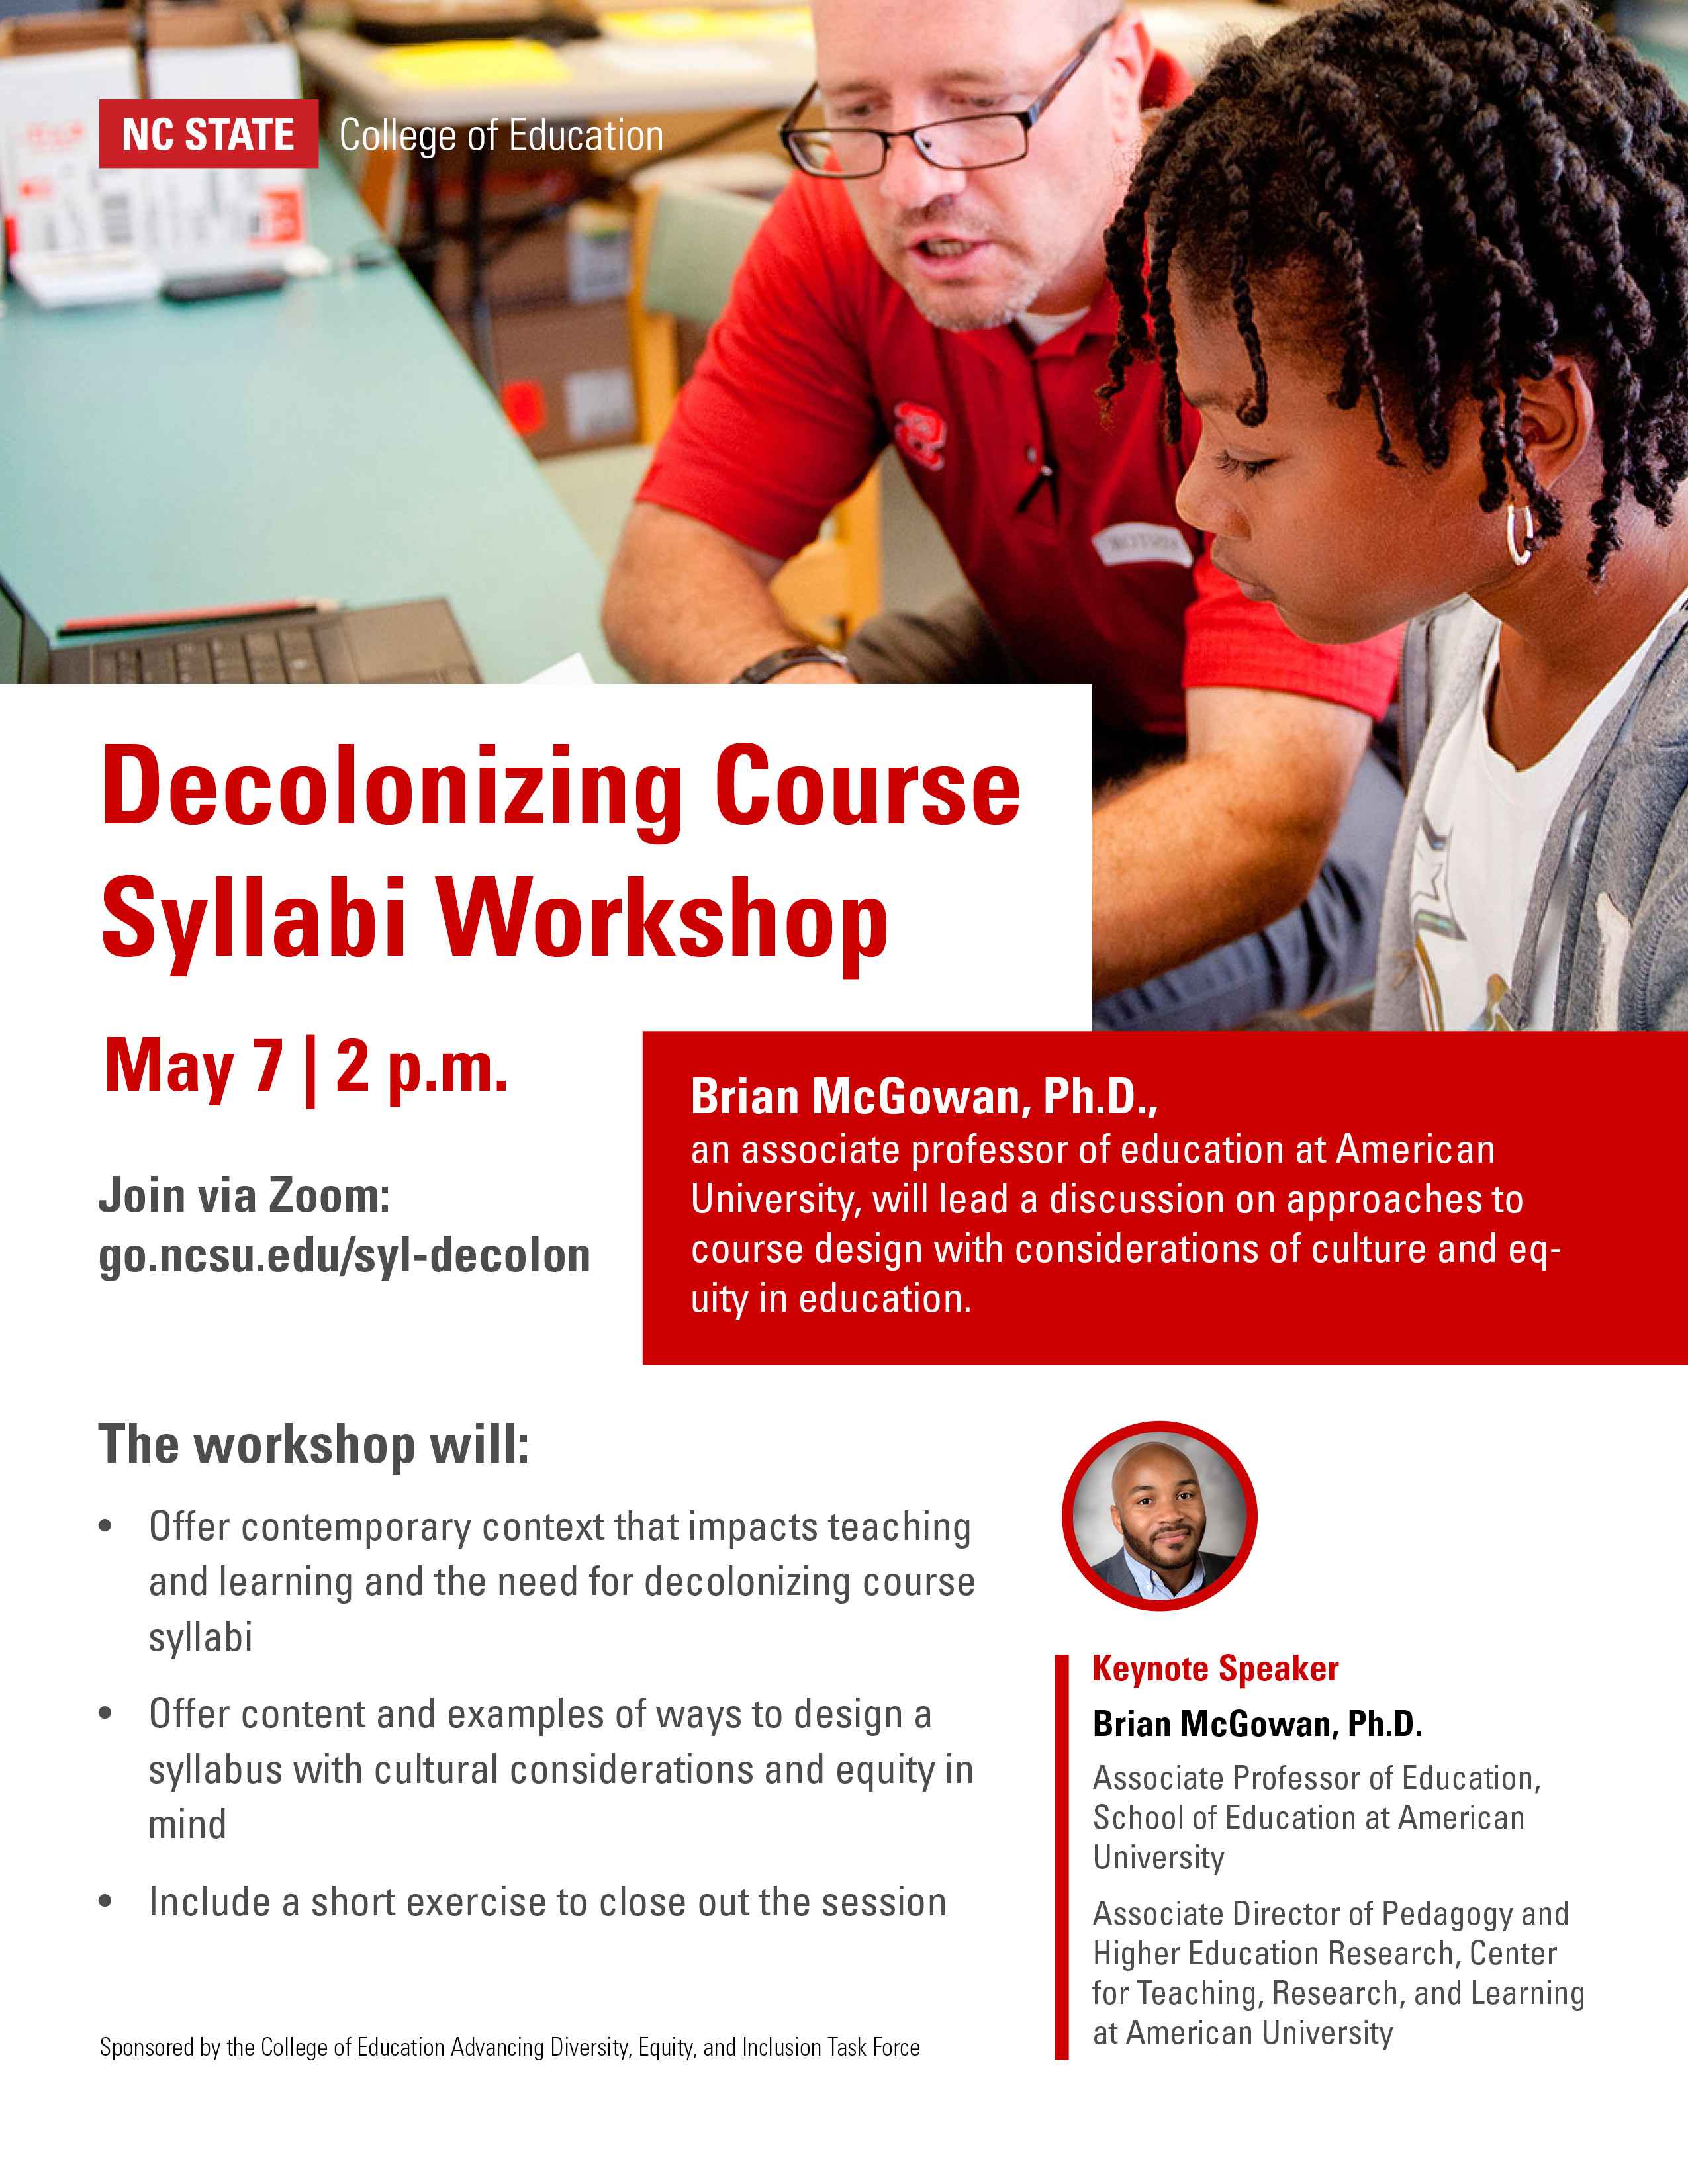 NC STATE College of Education
Decolonizing Course
Syllabi Workshop
May 7 | 2 p.m.
Join via Zoom:
go.ncsu.edu/syl-decolon
Brian McGowan, Ph.D.,
an associate professor of education at American
University, will lead a discussion on approaches to
course design with considerations of culture and eq-
uity in education.
The workshop will:
• Offer contemporary context that impacts teaching
and learning and the need for decolonizing course
syllabi
• Offer content and examples of ways to design a
syllabus with cultural considerations and equity in
mind
• Include a short exercise to close out the session
Sponsored by the College of Education Advancing Diversity, Equity, and Inclusion Task Force
Keynote Speaker
Brian McGowan, Ph.D.
Associate Professor of Education,
School of Education at American
University
Associate Director of Pedagogy and
Higher Education Research, Center
for Teaching, Research, and Learning
at American University